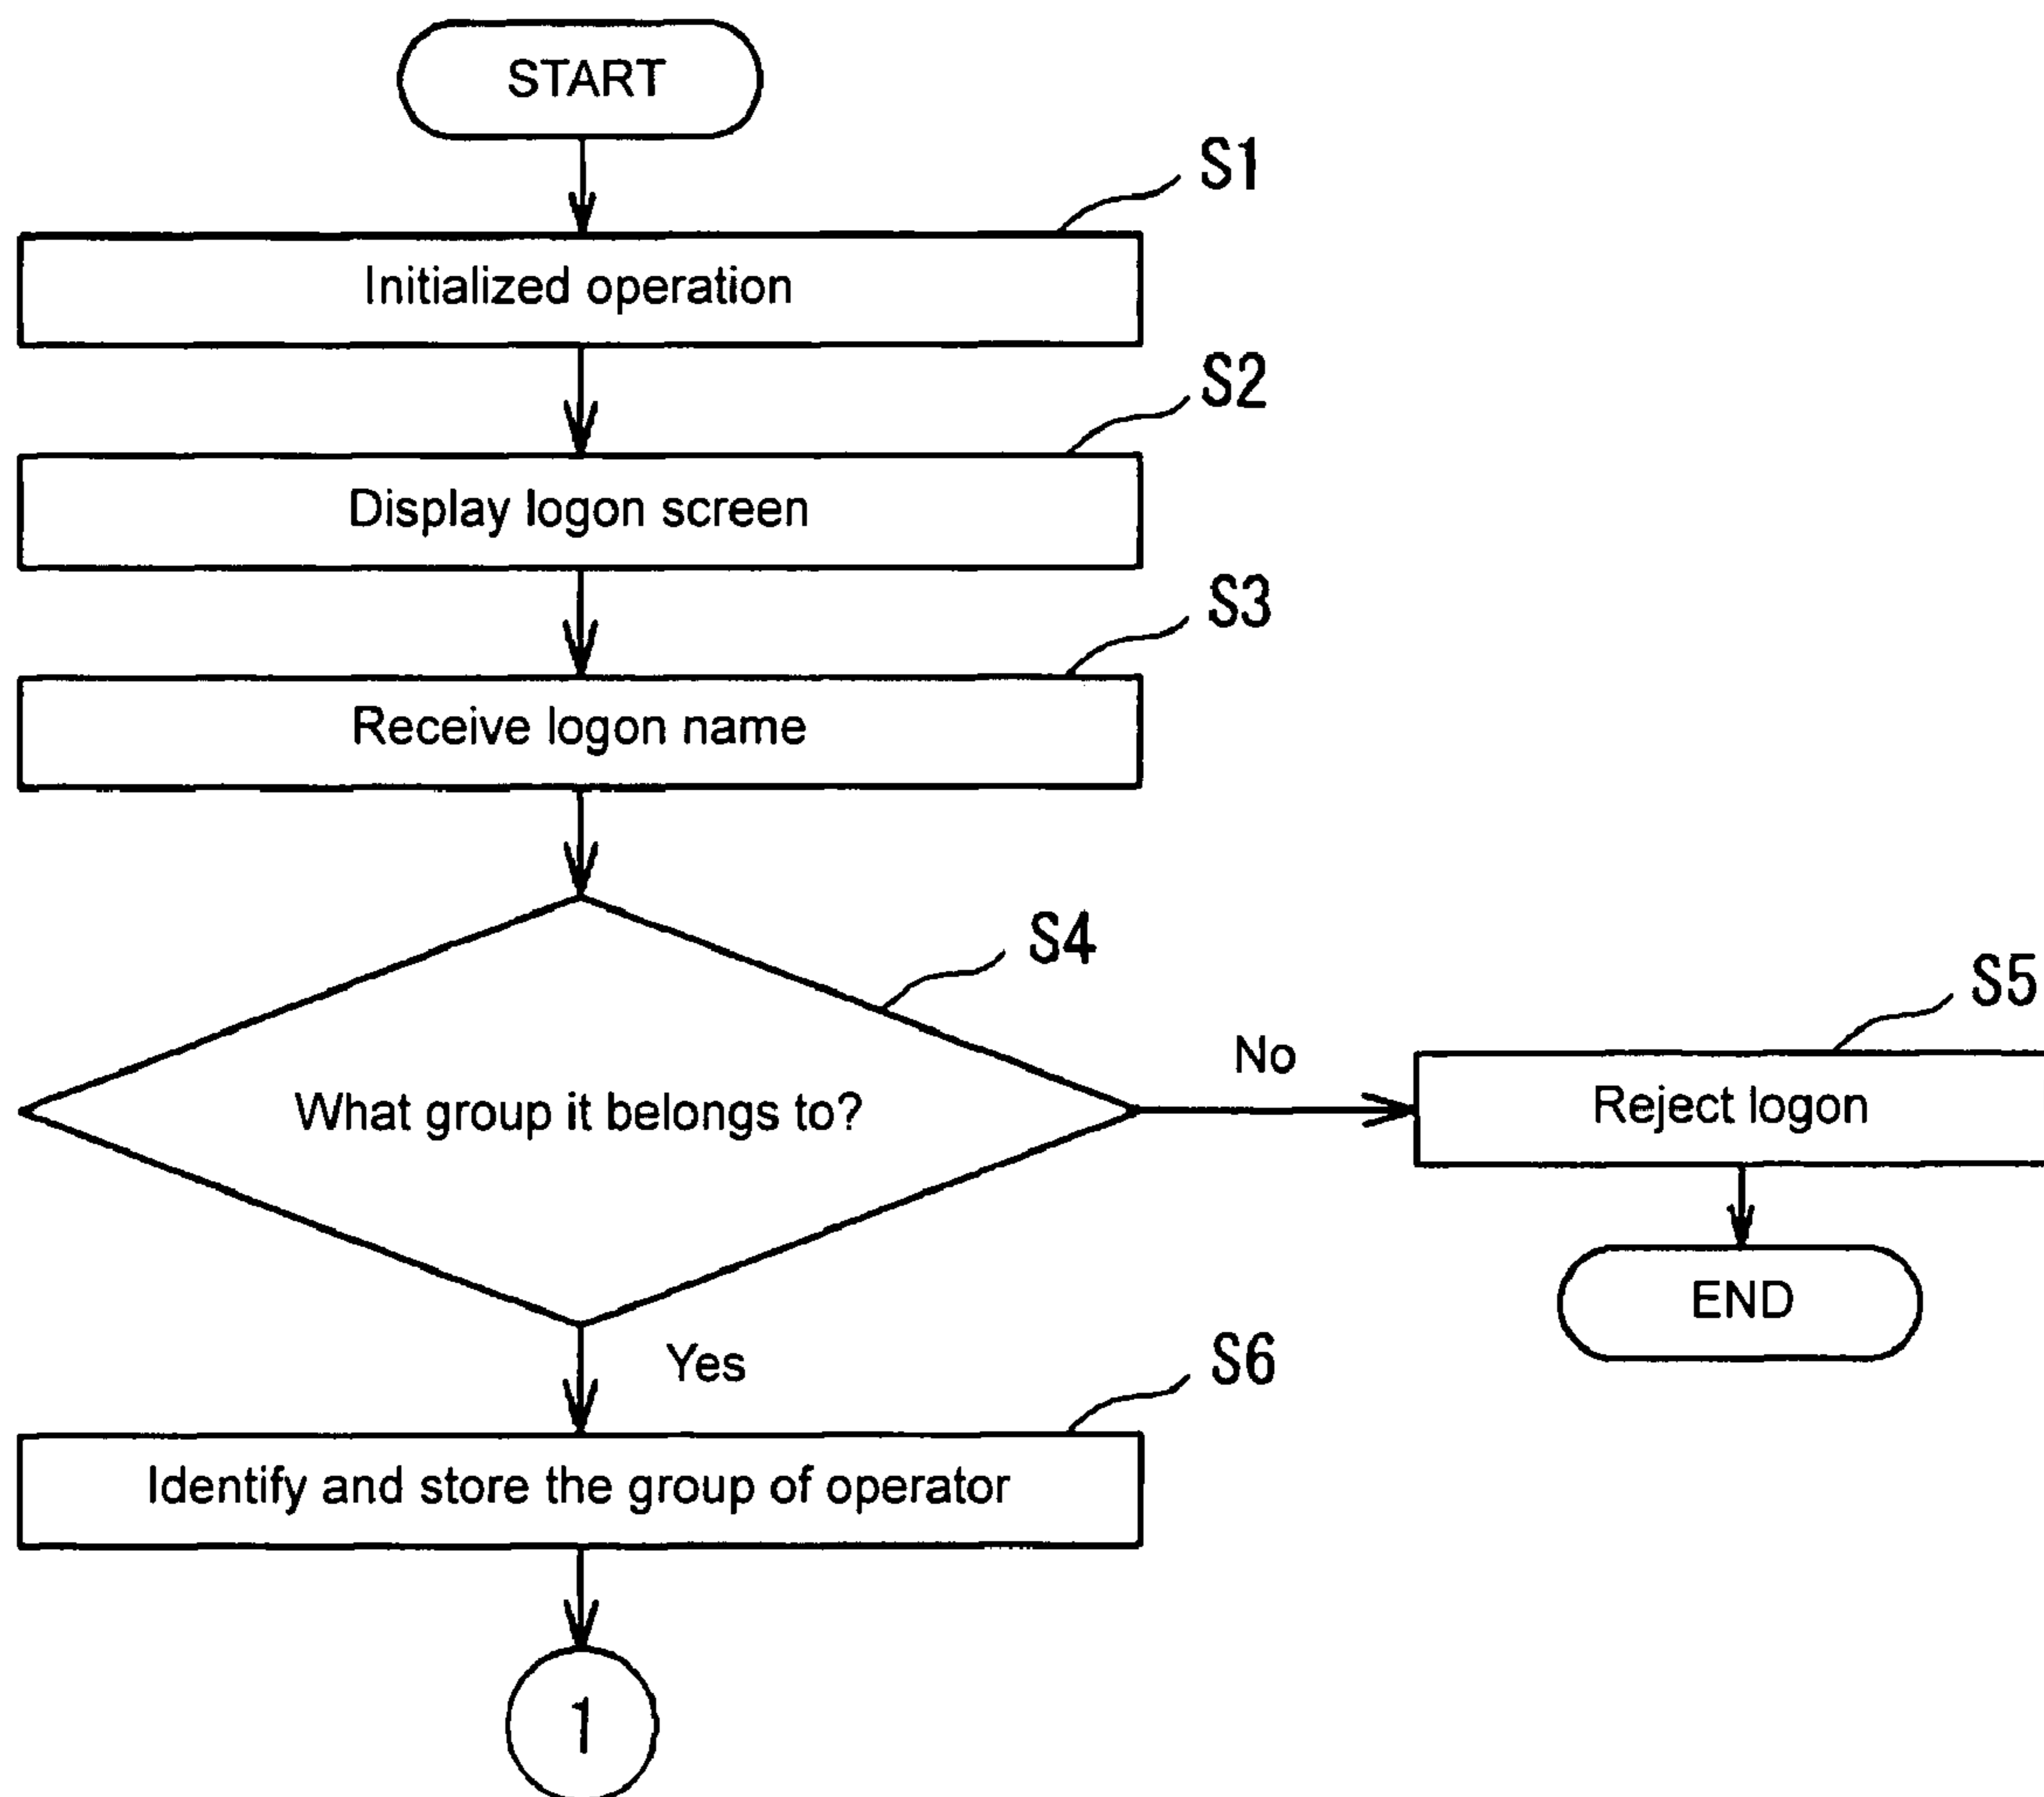 START
S1
Initialized operation
S2
Display logon screen
S3
Receive logon name
S4
What group it belongs to?
No
S5
Reject logon
END
Yes
S6
Identify and store the group of operator
1